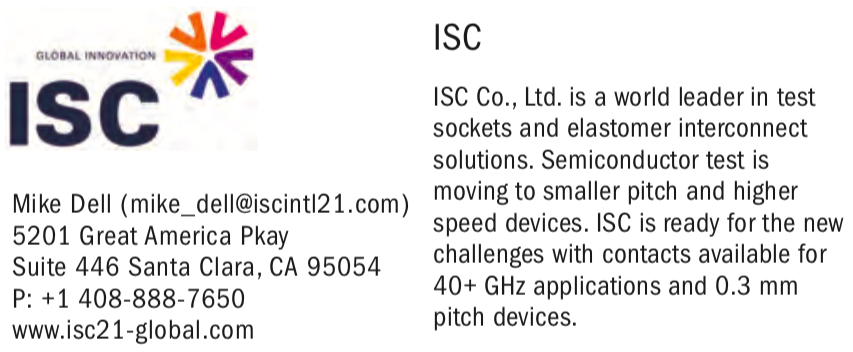 GLOBAL INNOVATION
ISC
Mike Dell (mike_dell@iscintl21.com)
5201 Great America Pkay
Suite 446 Santa Clara, CA 95054
P: +1 408-888-7650
www.isc21-global.com
ISC
ISC Co., Ltd. is a world leader in test
sockets and elastomer interconnect
solutions. Semiconductor test is
moving to smaller pitch and higher
speed devices. ISC is ready for the new
challenges with contacts available for
40+ GHz applications and 0.3 mm
pitch devices.